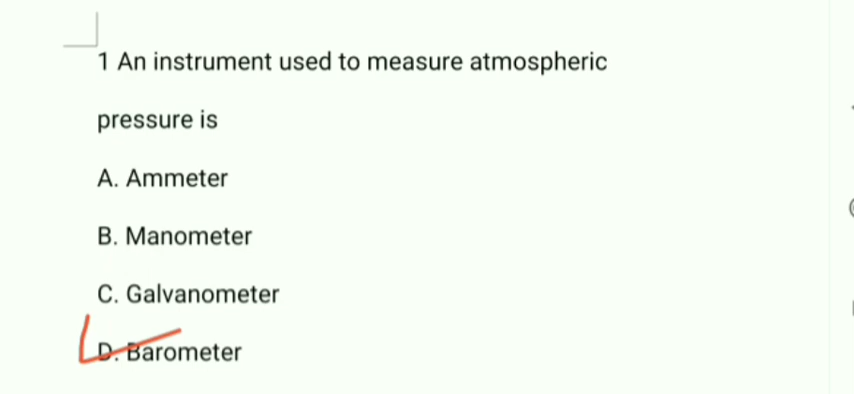 1 An instrument used to measure atmospheric
pressure is
A. Ammeter
B. Manometer
C. Galvanometer
D. Barometer